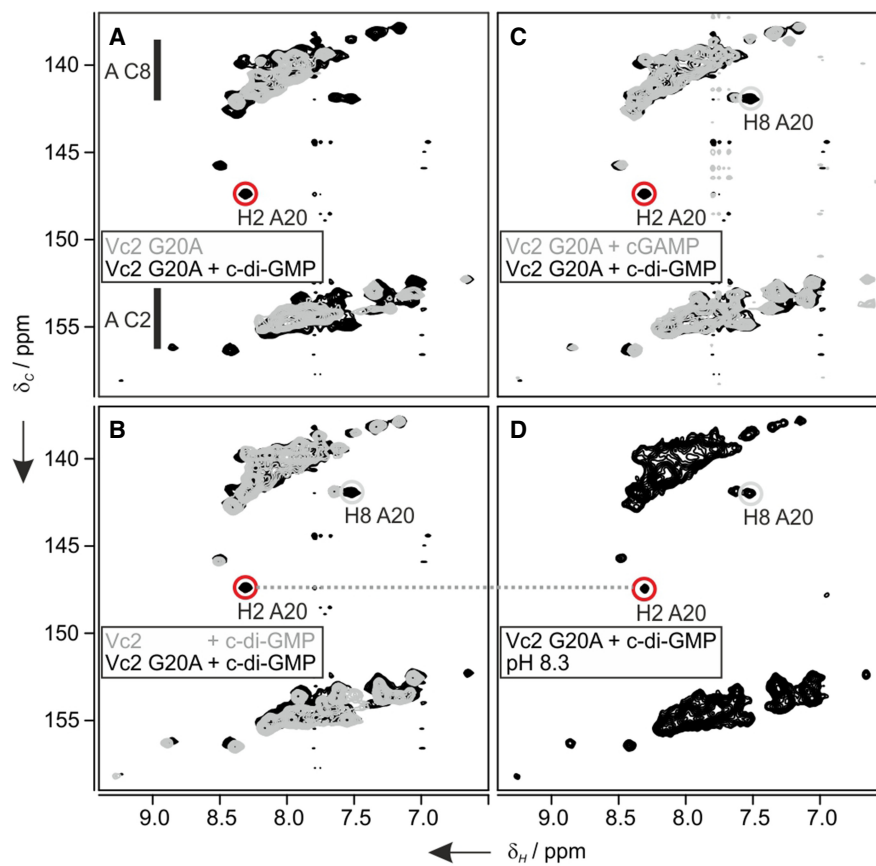 A
140
A C8
145
H2 A20
150
Vc2 G20A
Vc2 G20A + c-di-GMP
A C2
155
C
H8 A20
H2 A20
Vc2 G20A + cGAMP
Vc2 G20A + c-di-GMP
δC / ppm
B
140
H8 A20
145
H2 A20
150
Vc2 + c-di-GMP
Vc2 G20A + c-di-GMP
155
9.0 8.5 8.0 7.5 7.0
D
H8 A20
H2 A20
Vc2 G20A + c-di-GMP
pH 8.3
9.0 8.5 8.0 7.5 7.0
δH / ppm